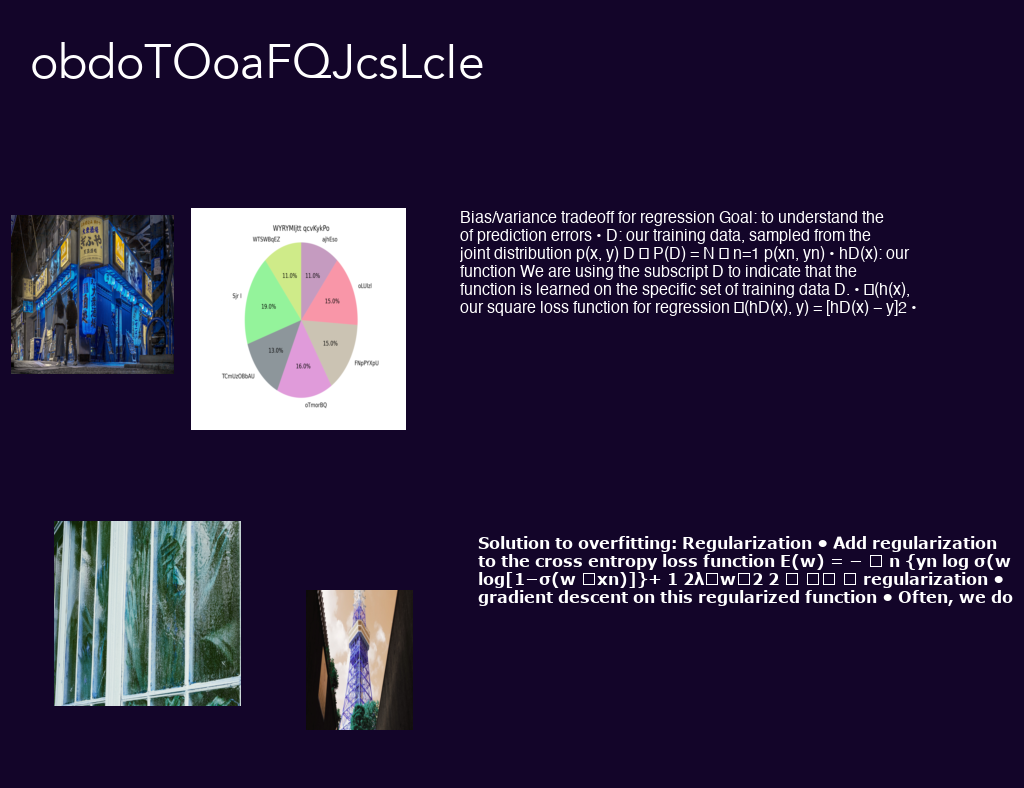 obdoTOoaFQJcsLcIe
WYRYMIjtt qcvKykPo
WTSWBqEZ
ajhEso
11.0%
11.0%
oLUIzl
15.0%
Sjr I
19.0%
15.0%
13.0%
16.0%
FNpPYXpU
TCmUzOBbAU
oTmorBQ
Bias/variance tradeoff for regression Goal: to understand the
of prediction errors • D: our training data, sampled from the
joint distribution p(x, y) D □ P(D) = N □ n=1 p(xn, yn) • hD(x): our
function We are using the subscript D to indicate that the
function is learned on the specific set of training data D. • □(h(x),
our square loss function for regression □(hD(x), y) = [hD(x) – y]2 •
Solution to overfitting: Regularization ● Add regularization
to the cross entropy loss function E(w) = − □ n {yn log σ(w
log[1−σ(w □xn)]}+ 1 2λ□w□2 2 □ □□ □ regularization ●
gradient descent on this regularized function ● Often, we do